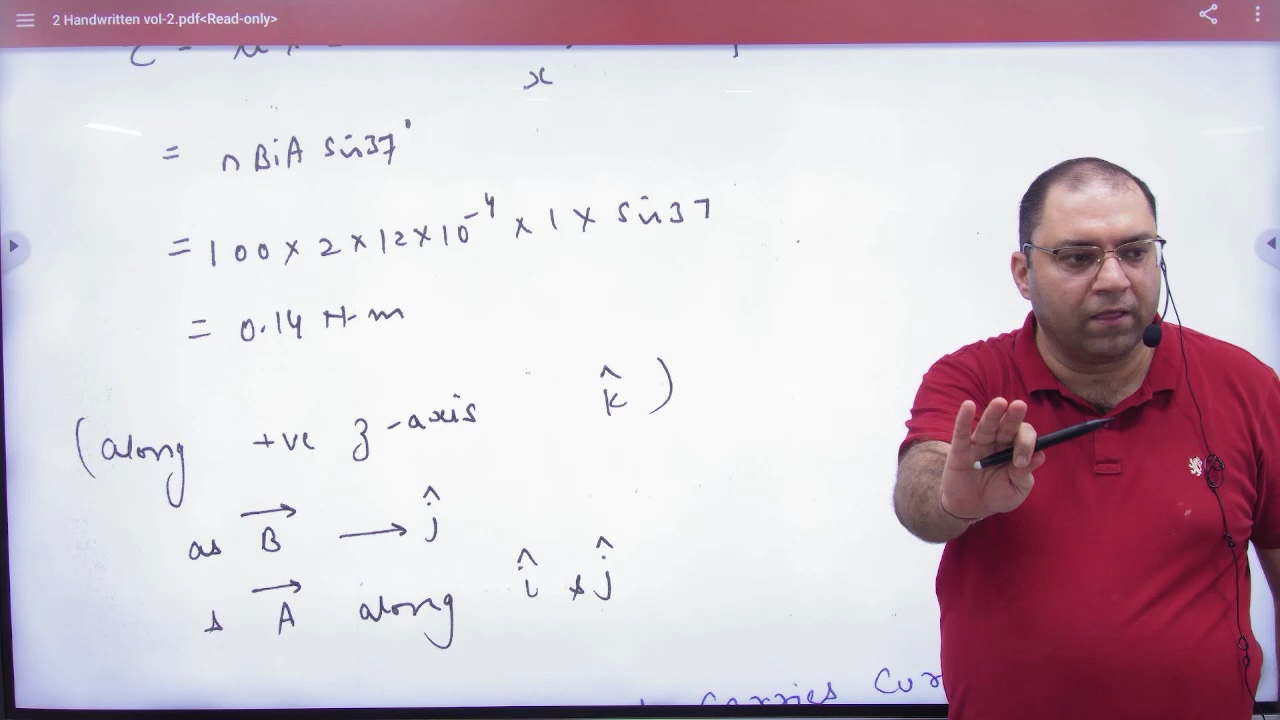 2 Handwritten vol-2.pdf<Read-only>
x
= nBiA sin37°
= 100 × 2 × 12 × 10⁻⁴ × 1 × sin37
= 0.14 N-m
(along +ve z-axis k̂)
as B⃗ ⟶ ĵ
& A⃗ along î & ĵ
carries